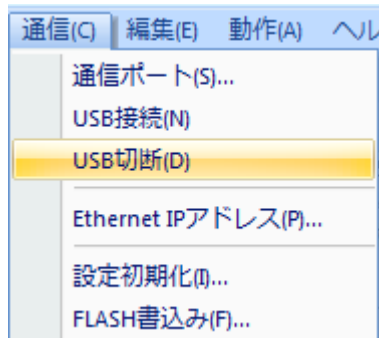 通信(C) 編集(E) 動作(A) ヘル
通信ポート(S)...
USB接続(N)
USB切断(D)
Ethernet IPアドレス(P)...
設定初期化(I)...
FLASH書込み(F)...